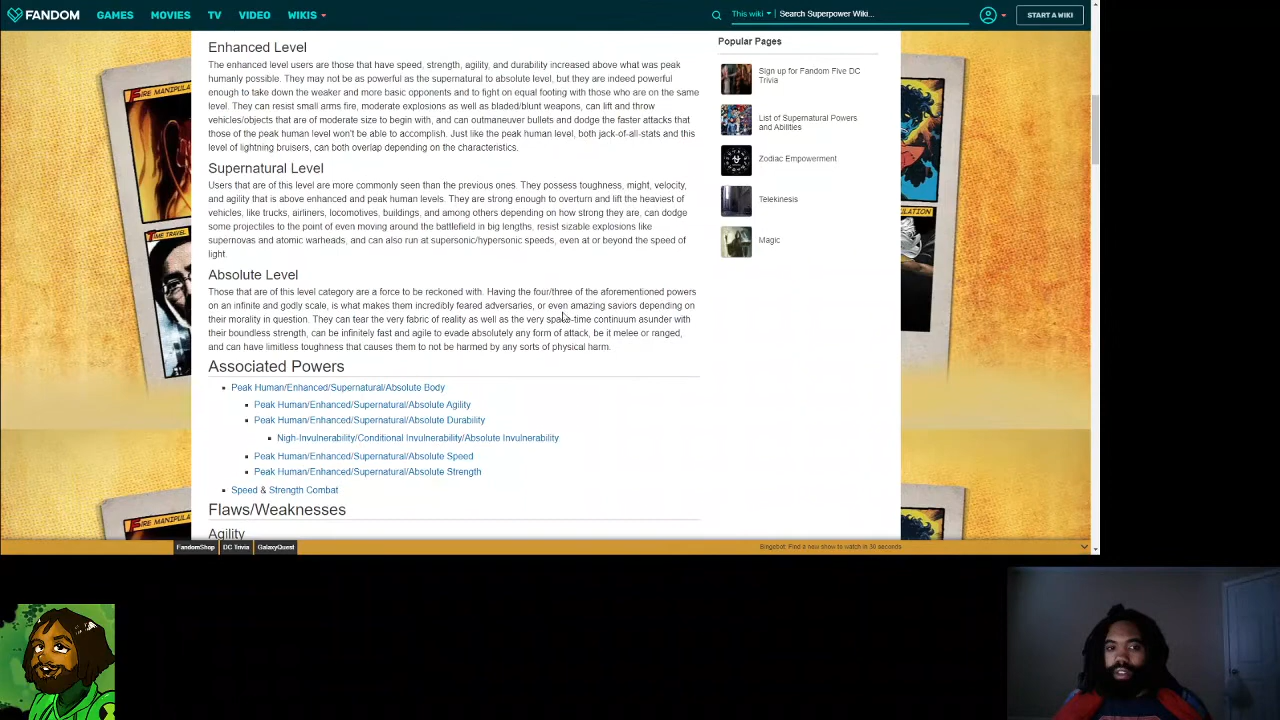 FANDOM GAMES MOVIES TV VIDEO WIKIS This wiki Search Superpower Wiki... START A WIKI
Enhanced Level
The enhanced level users are those that have speed, strength, agility, and durability increased above what was peak
humanly possible. They may not be as powerful as the supernatural to absolute level, but they are indeed powerful
enough to take down the weaker and more basic opponents and to fight on equal footing with those who are on the same
level. They can resist small arms fire, moderate explosions as well as bladed/blunt weapons, can lift and throw
vehicles/objects that are of moderate size to begin with, and can outmaneuver bullets and dodge the faster attacks that
those of the peak human level won't be able to accomplish. Just like the peak human level, both jack-of-all-stats and this
level of lightning bruisers, can both overlap depending on the characteristics.
Supernatural Level
Users that are of this level are more commonly seen than the previous ones. They possess toughness, might, velocity,
and agility that is above enhanced and peak human levels. They are strong enough to overturn and lift the heaviest of
vehicles, like trucks, airliners, locomotives, buildings, and among others depending on how strong they are, can dodge
some projectiles to the point of even moving around the battlefield in big lengths, resist sizable explosions like
supernovas and atomic warheads, and can also run at supersonic/hypersonic speeds, even at or beyond the speed of
light.
Absolute Level
Those that are of this level category are a force to be reckoned with. Having the four/three of the aforementioned powers
on an infinite and godly scale, is what makes them incredibly feared adversaries, or even amazing saviors depending on
their morality in question. They can tear the very fabric of reality as well as the very space-time continuum asunder with
their boundless strength, can be infinitely fast and agile to evade absolutely any form of attack, be it melee or ranged,
and can have limitless toughness that causes them to not be harmed by any sorts of physical harm.
Associated Powers
Peak Human/Enhanced/Supernatural/Absolute Body
Peak Human/Enhanced/Supernatural/Absolute Agility
Peak Human/Enhanced/Supernatural/Absolute Durability
Nigh-Invulnerability/Conditional Invulnerability/Absolute Invulnerability
Peak Human/Enhanced/Supernatural/Absolute Speed
Peak Human/Enhanced/Supernatural/Absolute Strength
Speed & Strength Combat
Flaws/Weaknesses
Agility
Popular Pages
Sign up for Fandom Five DC
Trivia
List of Supernatural Powers
and Abilities
Zodiac Empowerment
Telekinesis
Magic
TIME TRAVEL
FIRE MANIPULA
FIRE MANIPULA
FandomShop DC Trivia GalaxyQuest Bingebot: Find a new show to watch in 30 seconds